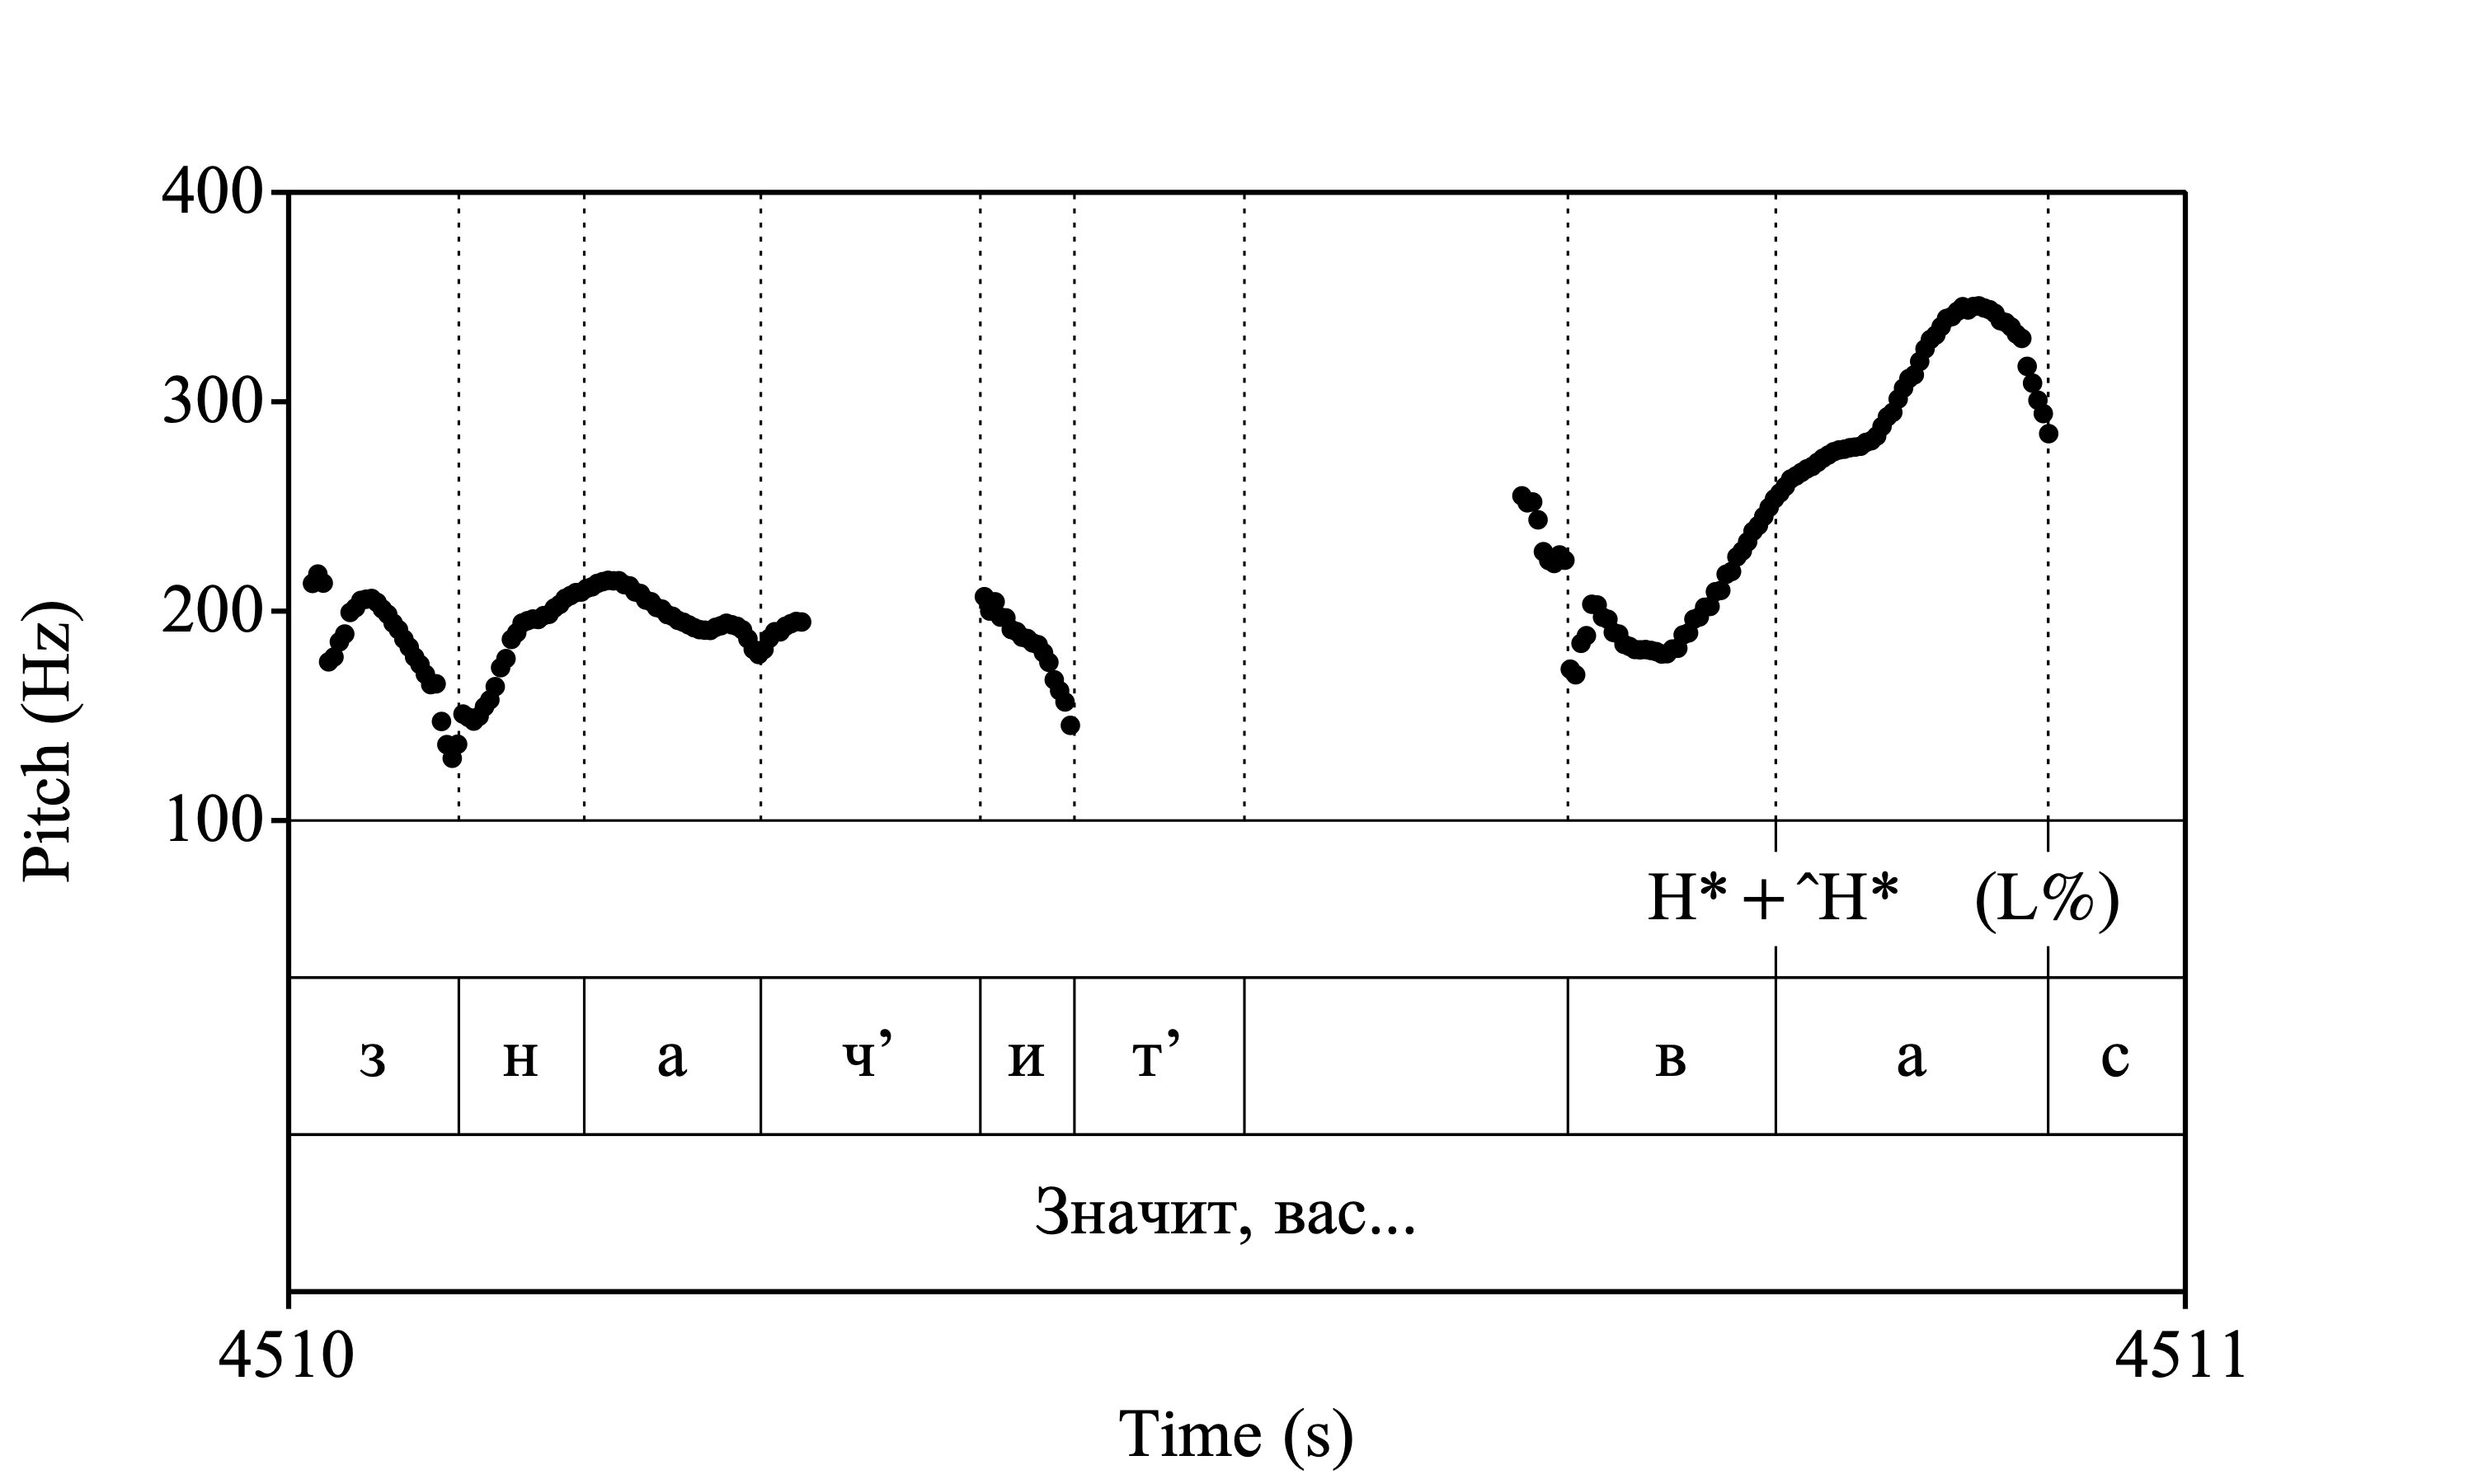 400
300
200
100
Pitch (Hz)
H*+^H* (L%)
з н а ч’ и т’ в а с
Значит, вас...
4510 4511
Time (s)